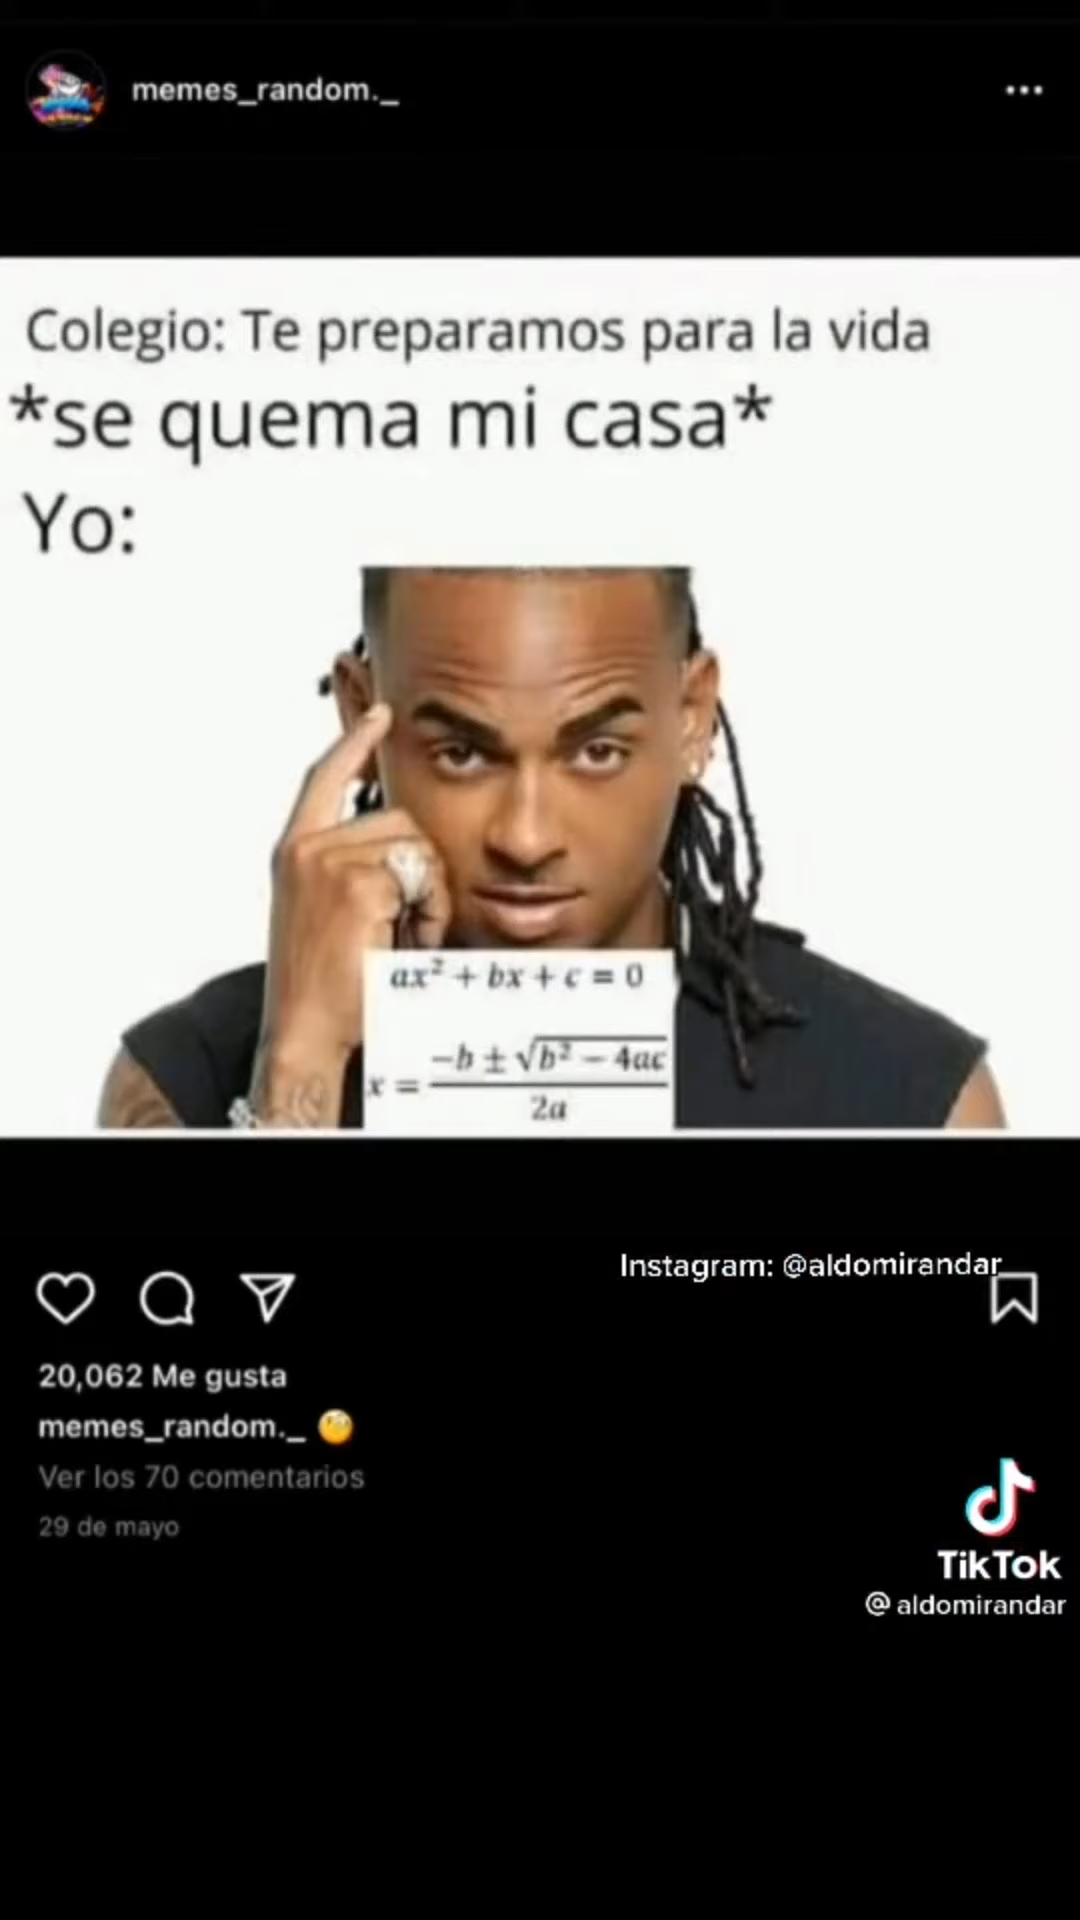 memes_random._
Colegio: Te preparamos para la vida
*se quema mi casa*
Yo:
ax² + bx + c = 0
x = \frac{-b ± √b² − 4ac}{2a}
Instagram: @aldomirandar
20,062 Me gusta
memes_random._ 🧐
Ver los 70 comentarios
29 de mayo
TikTok
@aldomirandar